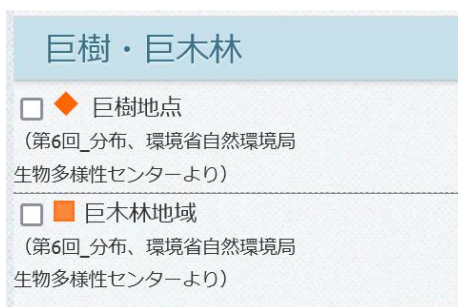 巨樹・巨木林
巨樹地点
（第6回_分布、環境省自然環境局
生物多様性センターより）
巨木林地域
（第6回_分布、環境省自然環境局
生物多様性センターより）